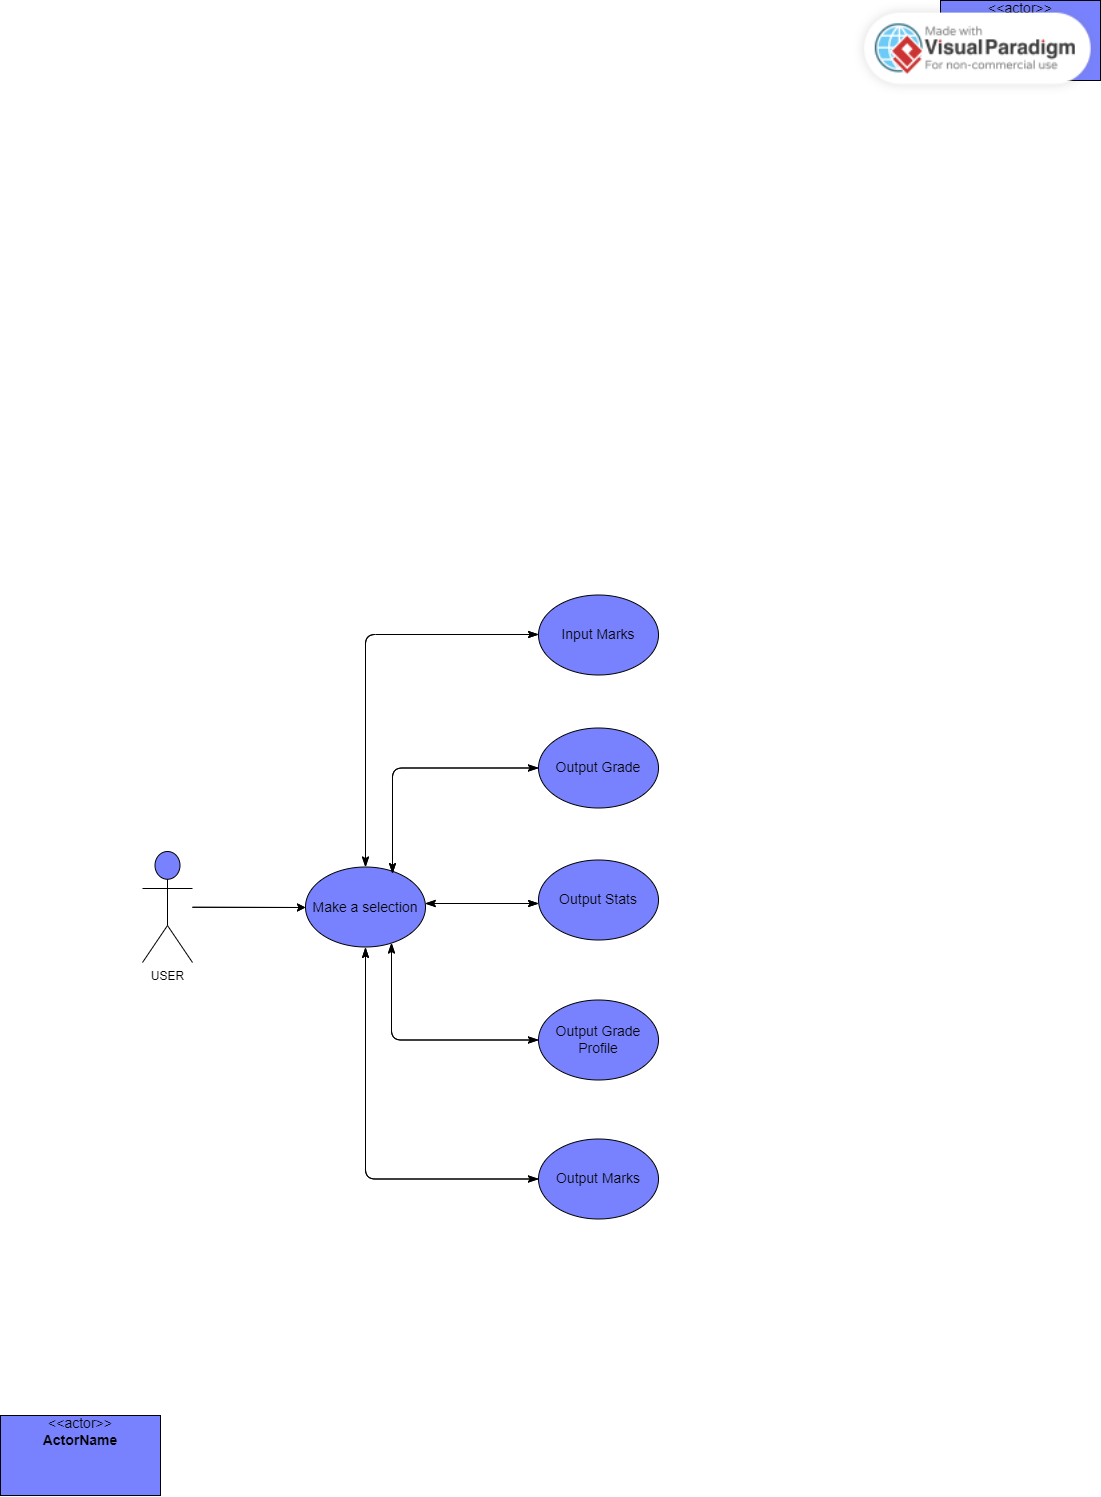 <<actor>>
Made with
Visual Paradigm
For non-commercial use
Input Marks
Output Grade
Output Stats
Make a selection
USER
Output Grade
Profile
Output Marks
<<actor>>
ActorName